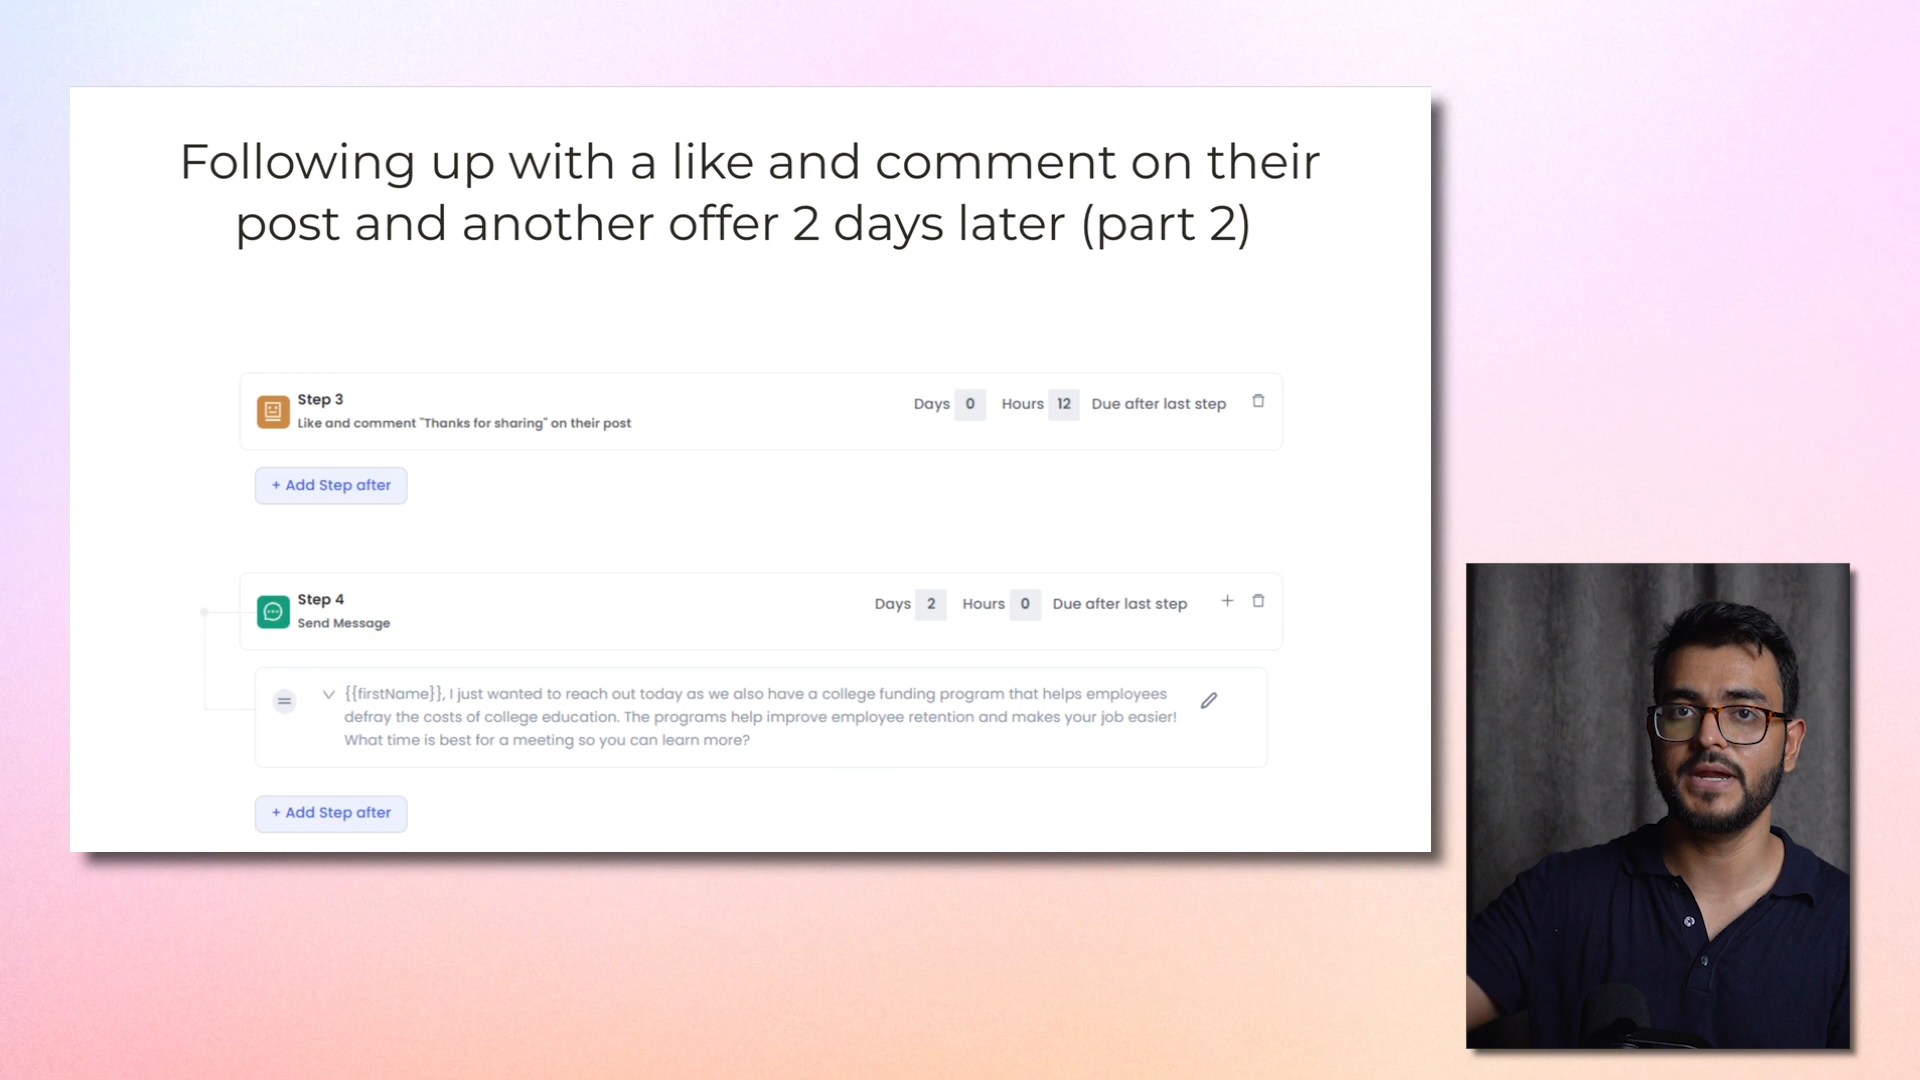 Following up with a like and comment on their
post and another offer 2 days later (part 2)
Step 3
Like and comment "Thanks for sharing" on their post
Days 0 Hours 12 Due after last step
+ Add Step after
Step 4
Send Message
Days 2 Hours 0 Due after last step
{{firstName}}, I just wanted to reach out today as we also have a college funding program that helps employees
defray the costs of college education. The programs help improve employee retention and makes your job easier!
What time is best for a meeting so you can learn more?
+ Add Step after